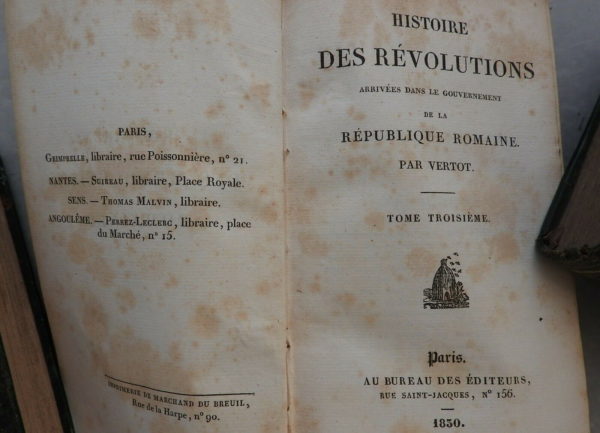 PARIS,
GRIMPRELLE, libraire, rue Poissonnière, n° 21.
NANTES. — SUIREAU, libraire, Place Royale.
SENS. — THOMAS MALVIN, libraire.
ANGOULÊME. — PERREZ-LECLERC, libraire, place
du Marché, n° 15.
IMPRIMERIE DE MARCHAND DU BREUIL,
Rue de la Harpe, n° 90.
HISTOIRE
DES RÉVOLUTIONS
ARRIVÉES DANS LE GOUVERNEMENT
DE LA
RÉPUBLIQUE ROMAINE.
PAR VERTOT.
TOME TROISIÈME.
Paris.
AU BUREAU DES ÉDITEURS,
RUE SAINT-JACQUES, N° 156.
1830.